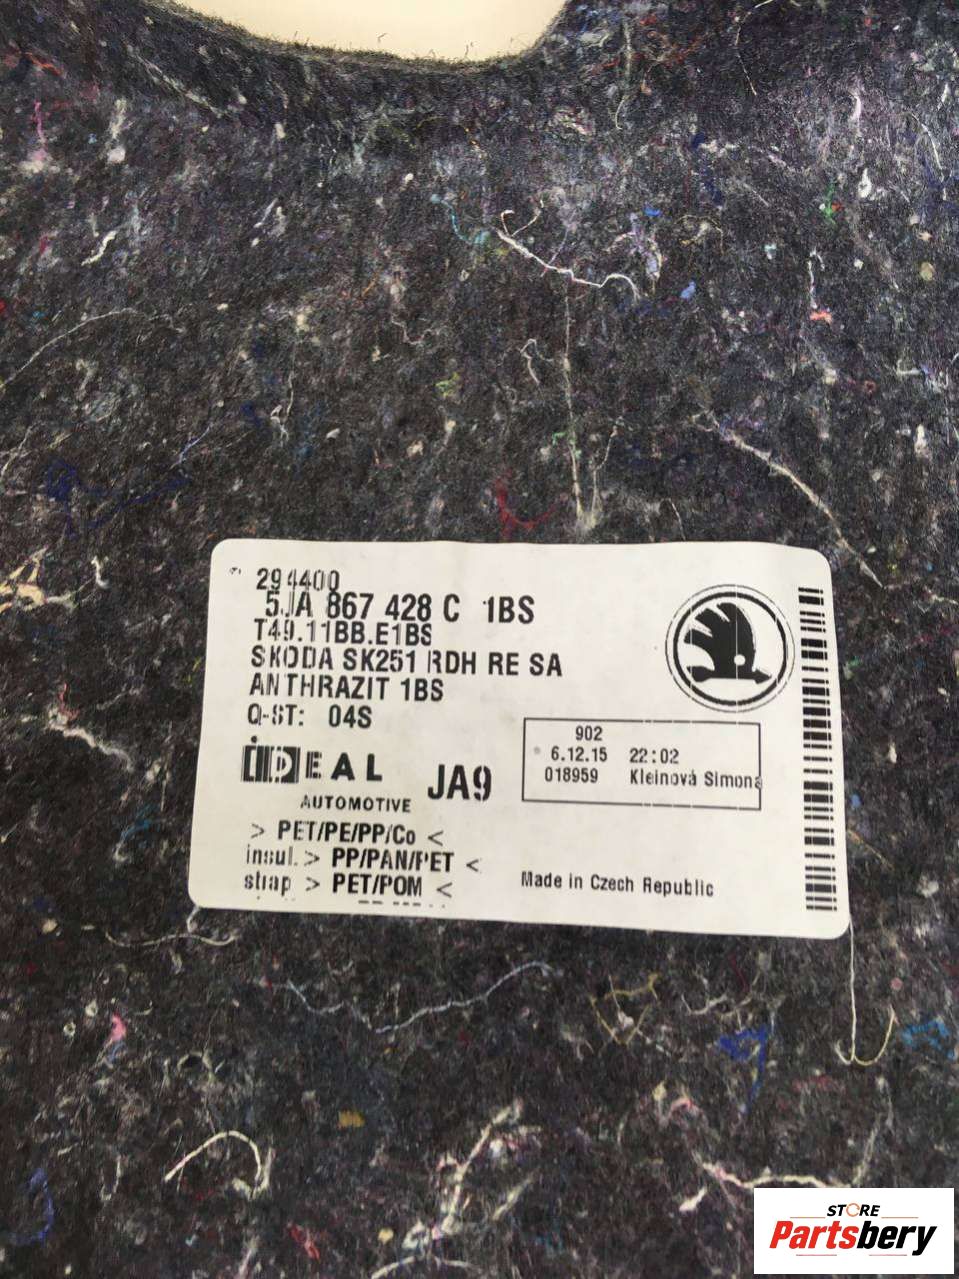 294400
5JA 867 428 C 1BS
T49.11BB.E1BS
SKODA SK251 RDH RE SA
ANTHRAZIT 1BS
Q-ST: 04S
902
6.12.15 22:02
018959 Kleinová Simona
IDEAL
AUTOMOTIVE
JA9
> PET/PE/PP/Co <
insul. > PP/PAN/PET <
strap > PET/POM <
Made in Czech Republic
STORE
Partsbery